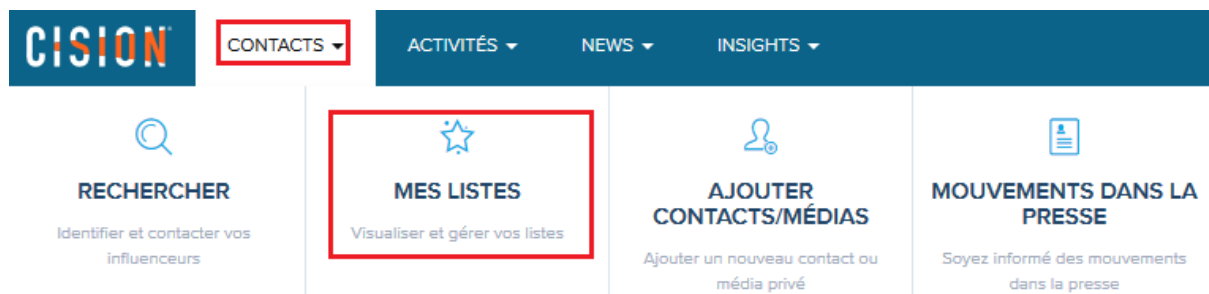 CISION
CONTACTS
ACTIVITÉS
NEWS
INSIGHTS
RECHERCHER
Identifier et contacter vos
influenceurs
MES LISTES
Visualiser et gérer vos listes
AJOUTER
CONTACTS/MÉDIAS
Ajouter un nouveau contact ou
média privé
MOUVEMENTS DANS LA
PRESSE
Soyez informé des mouvements
dans la presse